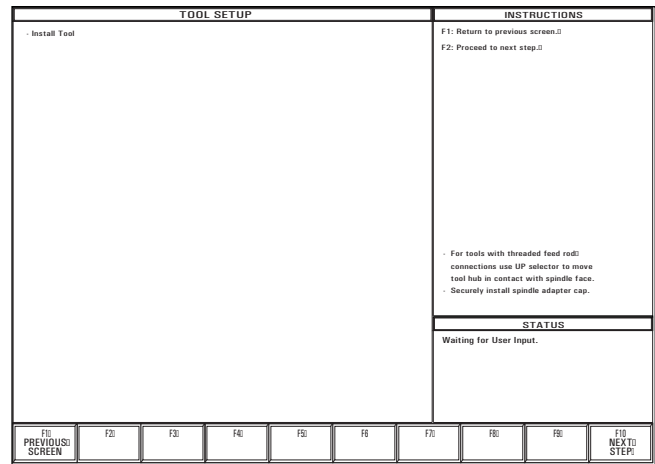 TOOL SETUP
- Install Tool
INSTRUCTIONS
F1: Return to previous screen.
F2: Proceed to next step.
- For tools with threaded feed rod
connections use UP selector to move
tool hub in contact with spindle face.
- Securely install spindle adapter cap.
STATUS
Waiting for User Input.
F1
PREVIOUS
SCREEN
F2
F3
F4
F5
F6
F7
F8
F9
F10
NEXT
STEP